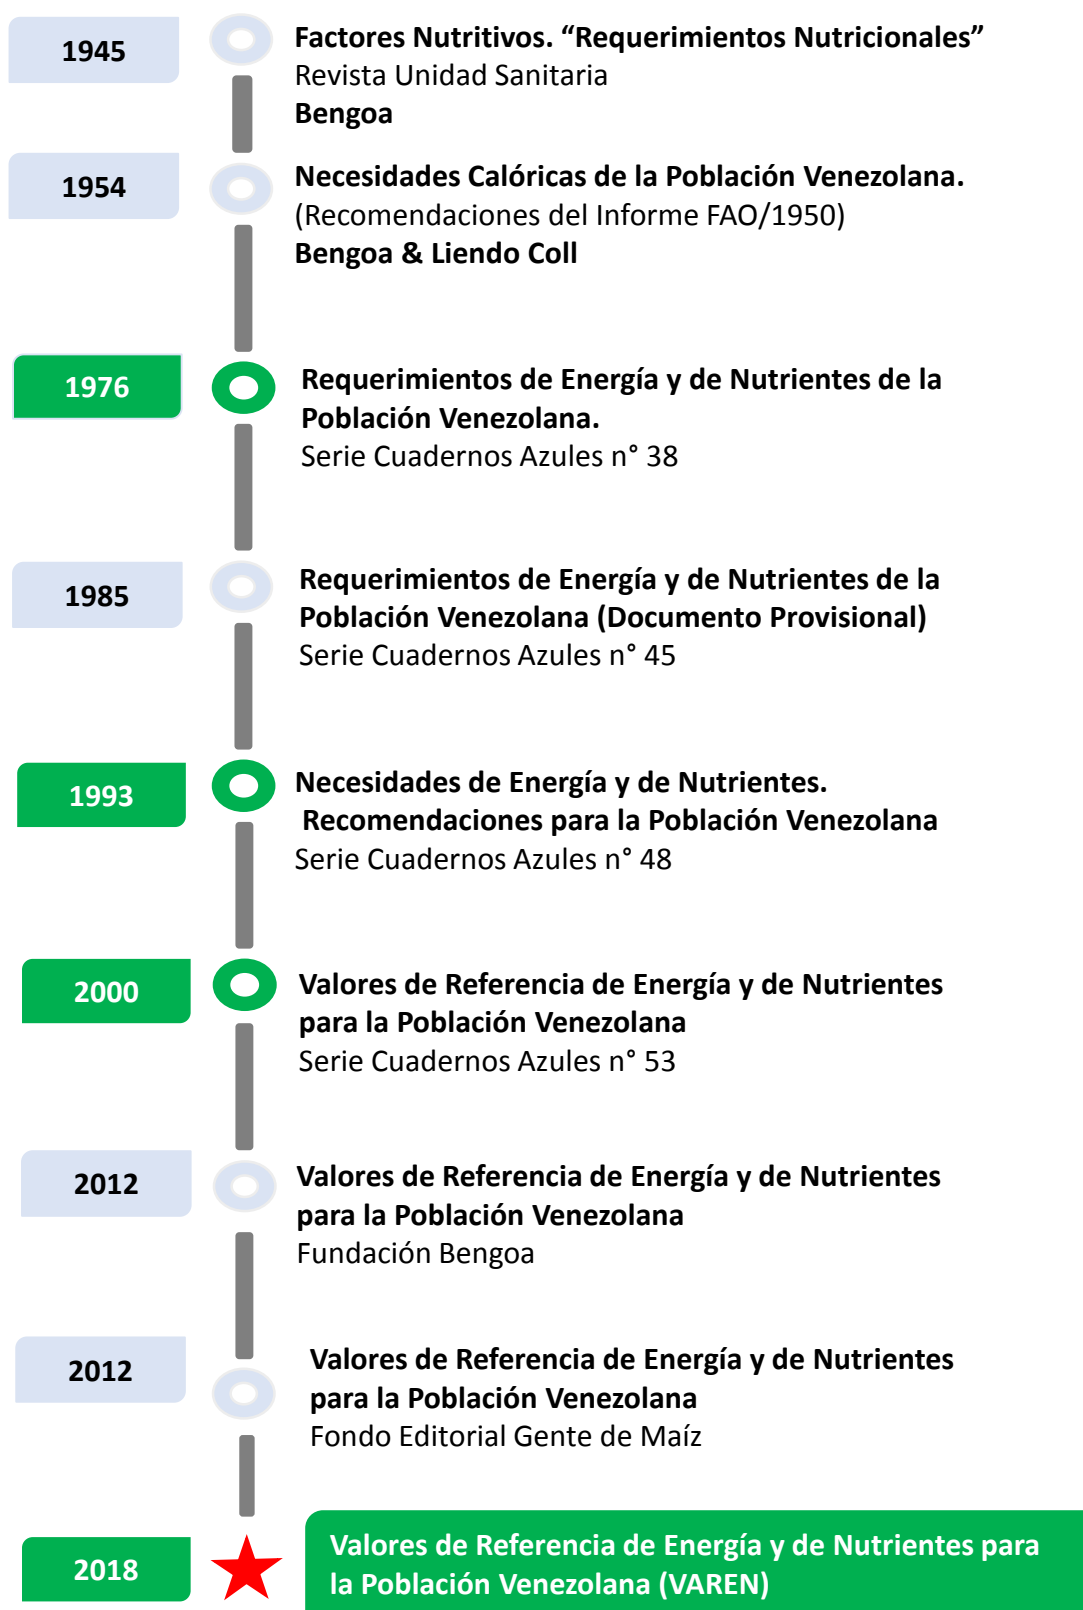 1945
Factores Nutritivos. “Requerimientos Nutricionales”
Revista Unidad Sanitaria
Bengoa
1954
Necesidades Calóricas de la Población Venezolana.
(Recomendaciones del Informe FAO/1950)
Bengoa & Liendo Coll
1976
Requerimientos de Energía y de Nutrientes de la
Población Venezolana.
Serie Cuadernos Azules n° 38
1985
Requerimientos de Energía y de Nutrientes de la
Población Venezolana (Documento Provisional)
Serie Cuadernos Azules n° 45
1993
Necesidades de Energía y de Nutrientes.
Recomendaciones para la Población Venezolana
Serie Cuadernos Azules n° 48
2000
Valores de Referencia de Energía y de Nutrientes
para la Población Venezolana
Serie Cuadernos Azules n° 53
2012
Valores de Referencia de Energía y de Nutrientes
para la Población Venezolana
Fundación Bengoa
2012
Valores de Referencia de Energía y de Nutrientes
para la Población Venezolana
Fondo Editorial Gente de Maíz
2018
Valores de Referencia de Energía y de Nutrientes para
la Población Venezolana (VAREN)